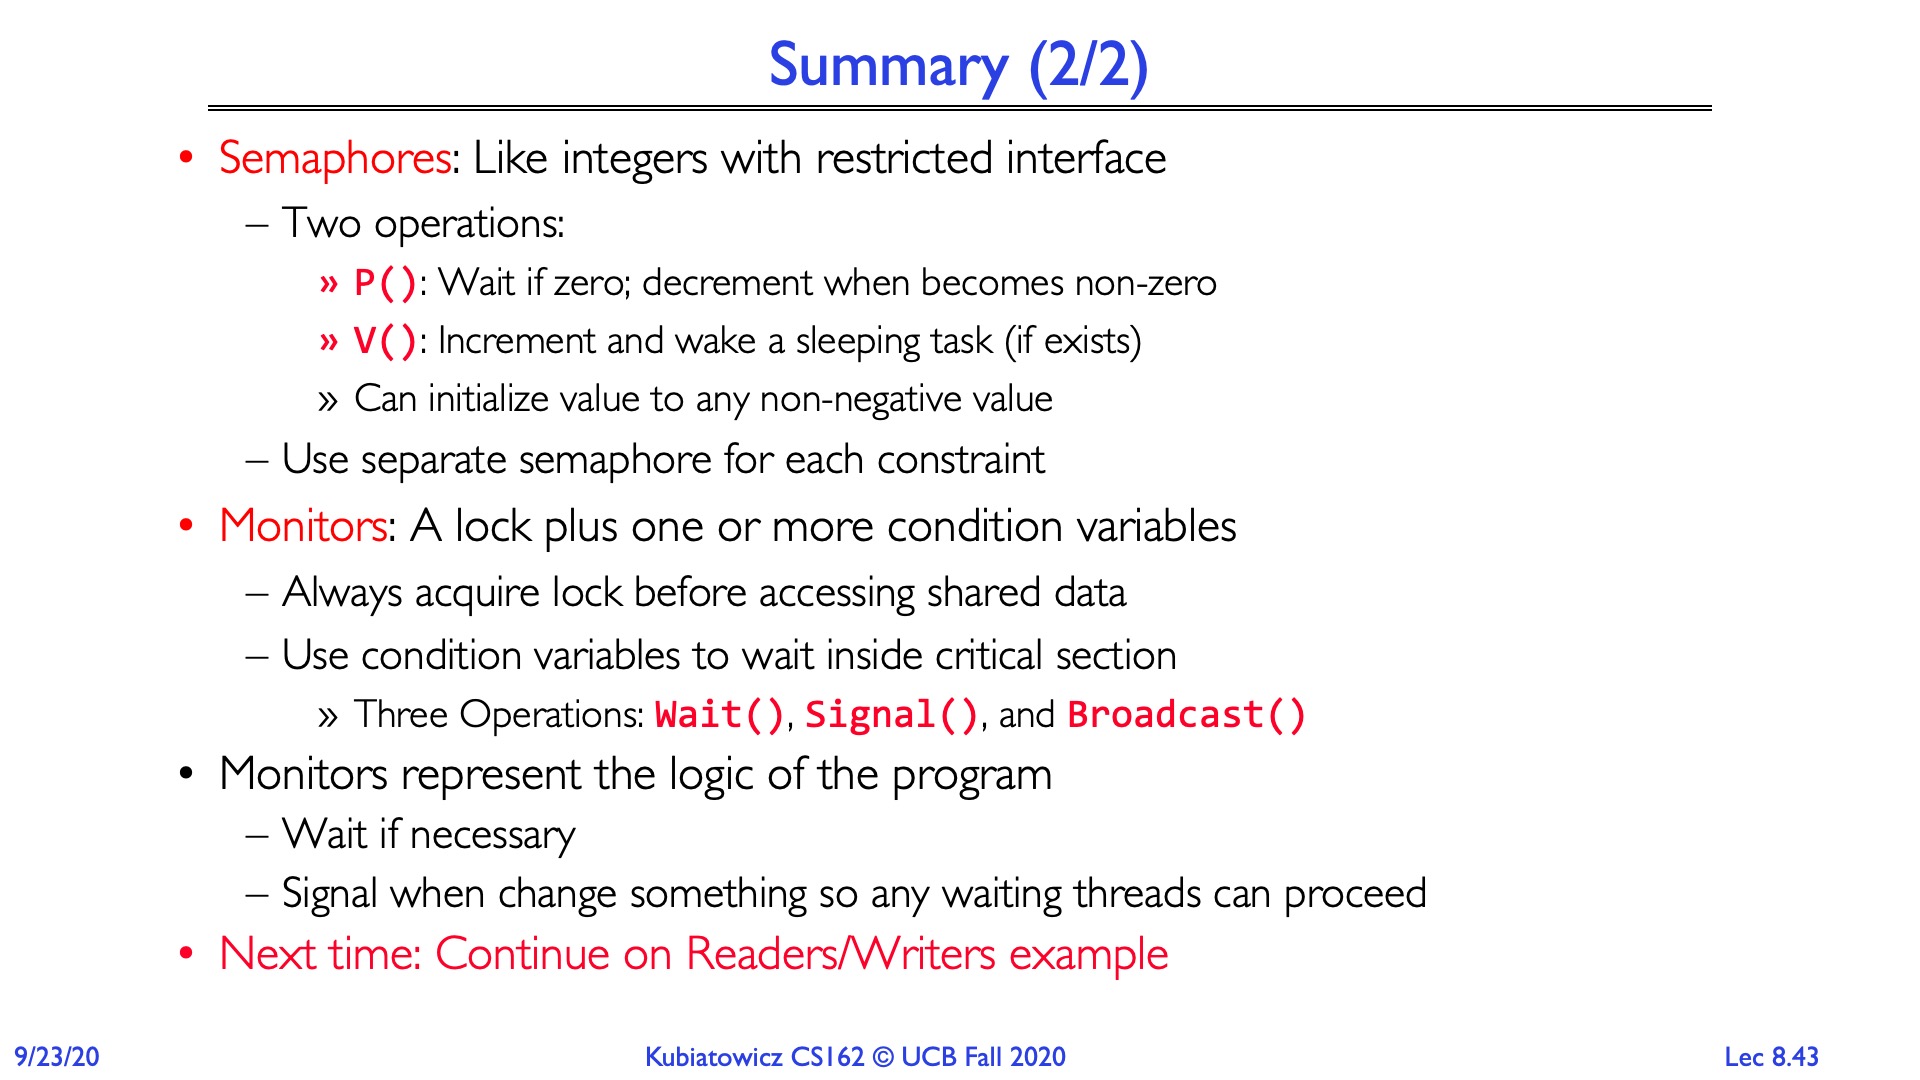 Summary (2/2)
• Semaphores: Like integers with restricted interface
– Two operations:
» P(): Wait if zero; decrement when becomes non-zero
» V(): Increment and wake a sleeping task (if exists)
» Can initialize value to any non-negative value
– Use separate semaphore for each constraint
• Monitors: A lock plus one or more condition variables
– Always acquire lock before accessing shared data
– Use condition variables to wait inside critical section
» Three Operations: Wait(), Signal(), and Broadcast()
• Monitors represent the logic of the program
– Wait if necessary
– Signal when change something so any waiting threads can proceed
• Next time: Continue on Readers/Writers example
9/23/20
Kubiatowicz CS162 © UCB Fall 2020
Lec 8.43